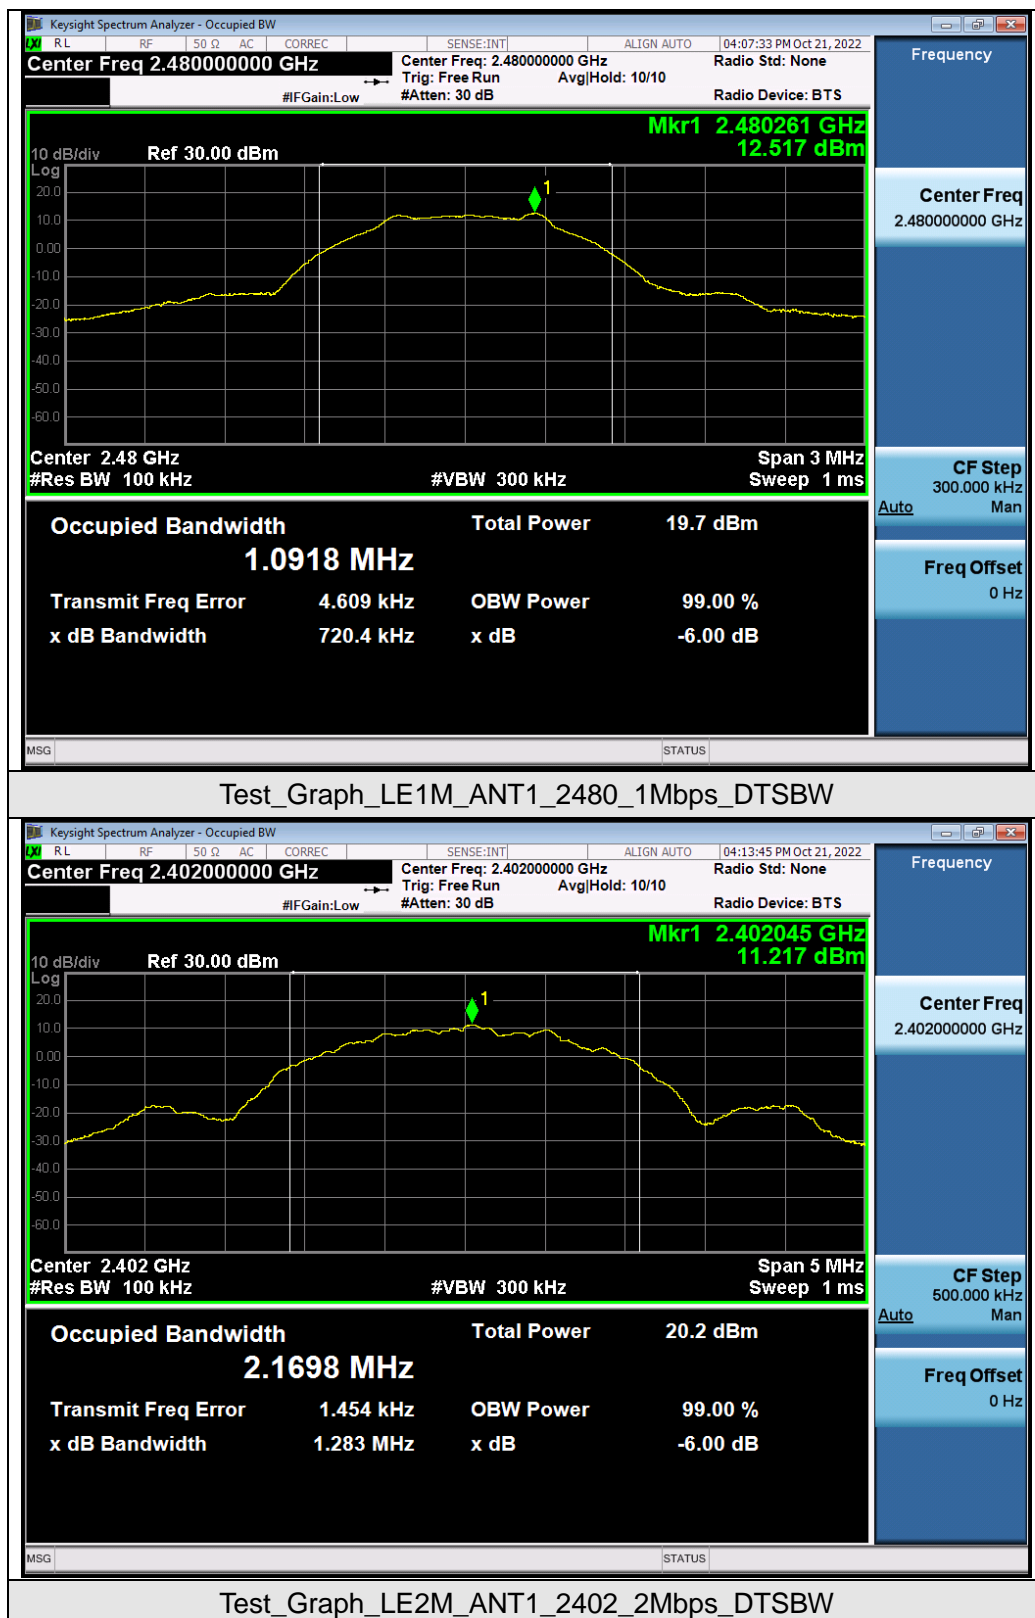 Keysight Spectrum Analyzer - Occupied BW
LXI RL RF 50 Ω AC CORREC SENSE:INT ALIGN AUTO 04:07:33 PM Oct 21, 2022
Center Freq 2.480000000 GHz
Center Freq: 2.480000000 GHz Radio Std: None
Trig: Free Run Avg|Hold: 10/10
#IFGain:Low #Atten: 30 dB Radio Device: BTS
Frequency
Mkr1 2.480261 GHz
12.517 dBm
10 dB/div Ref 30.00 dBm
Log
20.0
10.0
0.00
-10.0
-20.0
-30.0
-40.0
-50.0
-60.0
1
Center 2.48 GHz Span 3 MHz
#Res BW 100 kHz #VBW 300 kHz Sweep 1 ms
Center Freq
2.480000000 GHz
CF Step
300.000 kHz
Auto Man
Freq Offset
0 Hz
Occupied Bandwidth Total Power 19.7 dBm
1.0918 MHz
Transmit Freq Error 4.609 kHz OBW Power 99.00 %
x dB Bandwidth 720.4 kHz x dB -6.00 dB
MSG STATUS
Test_Graph_LE1M_ANT1_2480_1Mbps_DTSBW
Keysight Spectrum Analyzer - Occupied BW
LXI RL RF 50 Ω AC CORREC SENSE:INT ALIGN AUTO 04:13:45 PM Oct 21, 2022
Center Freq 2.402000000 GHz
Center Freq: 2.402000000 GHz Radio Std: None
Trig: Free Run Avg|Hold: 10/10
#IFGain:Low #Atten: 30 dB Radio Device: BTS
Frequency
Mkr1 2.402045 GHz
11.217 dBm
10 dB/div Ref 30.00 dBm
Log
20.0
10.0
0.00
-10.0
-20.0
-30.0
-40.0
-50.0
-60.0
1
Center 2.402 GHz Span 5 MHz
#Res BW 100 kHz #VBW 300 kHz Sweep 1 ms
Center Freq
2.402000000 GHz
CF Step
500.000 kHz
Auto Man
Freq Offset
0 Hz
Occupied Bandwidth Total Power 20.2 dBm
2.1698 MHz
Transmit Freq Error 1.454 kHz OBW Power 99.00 %
x dB Bandwidth 1.283 MHz x dB -6.00 dB
MSG STATUS
Test_Graph_LE2M_ANT1_2402_2Mbps_DTSBW